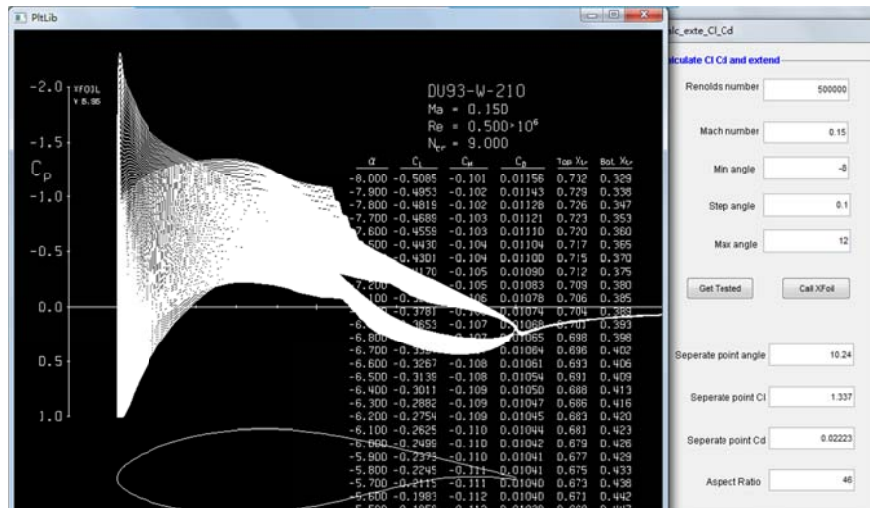 PltLib
XFOIL
V 6.96
-2.0
-1.5
CP
-1.0
-0.5
0.0
0.5
1.0
DU93-W-210
Ma = 0.150
Re = 0.500*10^6
Ncr = 9.000
α CL CM CD Top Xtr Bot. Xtr
-8.000 -0.5085 -0.101 0.01156 0.732 0.329
-7.900 -0.4953 -0.102 0.01143 0.729 0.338
-7.800 -0.4819 -0.102 0.01128 0.726 0.347
-7.700 -0.4689 -0.103 0.01121 0.723 0.353
-7.600 -0.4559 -0.103 0.01110 0.720 0.360
-0.4430 -0.104 0.01104 0.717 0.365
-0.4301 -0.104 0.01100 0.715 0.370
-0.105 0.01090 0.712 0.375
-0.105 0.01083 0.709 0.380
0.01078 0.706 0.385
0.01074 0.704 0.389
-0.107 0.393
-6.800 0.698 0.398
-6.700 0.01064 0.696 0.402
-6.600 -0.3267 -0.108 0.01061 0.693 0.406
-6.500 -0.3139 -0.108 0.01054 0.691 0.409
-6.400 -0.3011 -0.109 0.01050 0.688 0.413
-6.300 -0.2882 -0.109 0.01047 0.686 0.416
-6.200 -0.2754 -0.109 0.01045 0.683 0.420
-6.100 -0.2625 -0.110 0.01044 0.681 0.423
-6.000 -0.2499 -0.110 0.01042 0.679 0.426
-5.900 -0.2373 -0.110 0.01041 0.677 0.429
-5.800 -0.2245 -0.111 0.01041 0.675 0.433
-5.700 -0.2115 -0.111 0.01040 0.673 0.438
-5.600 -0.1983 -0.112 0.01040 0.671 0.442
alc_exte_Cl_Cd
alculate Cl Cd and extend
Renolds number 500000
Mach number 0.15
Min angle -8
Step angle 0.1
Max angle 12
Get Tested Call XFoil
Seperate point angle 10.24
Seperate point Cl 1.337
Seperate point Cd 0.02223
Aspect Ratio 46